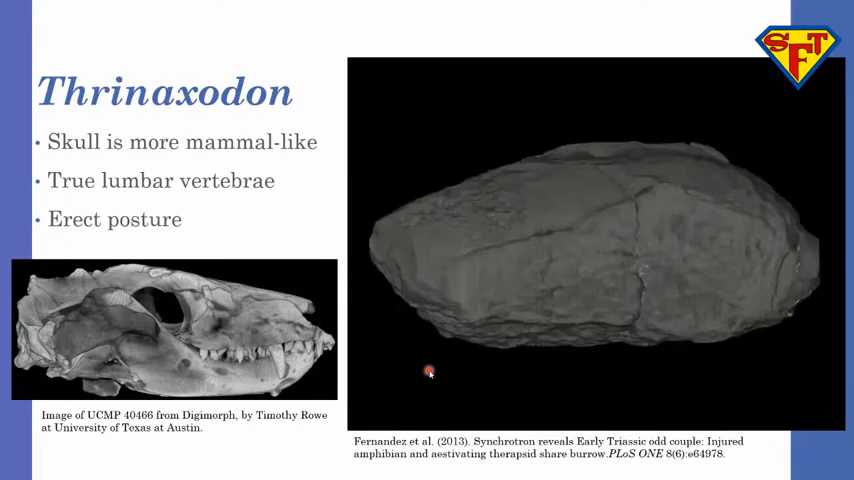 SFT
Thrinaxodon
• Skull is more mammal-like
• True lumbar vertebrae
• Erect posture
Image of UCMP 40466 from Digimorph, by Timothy Rowe
at University of Texas at Austin.
Fernandez et al. (2013). Synchrotron reveals Early Triassic odd couple: Injured
amphibian and aestivating therapsid share burrow.PLoS ONE 8(6):e64978.